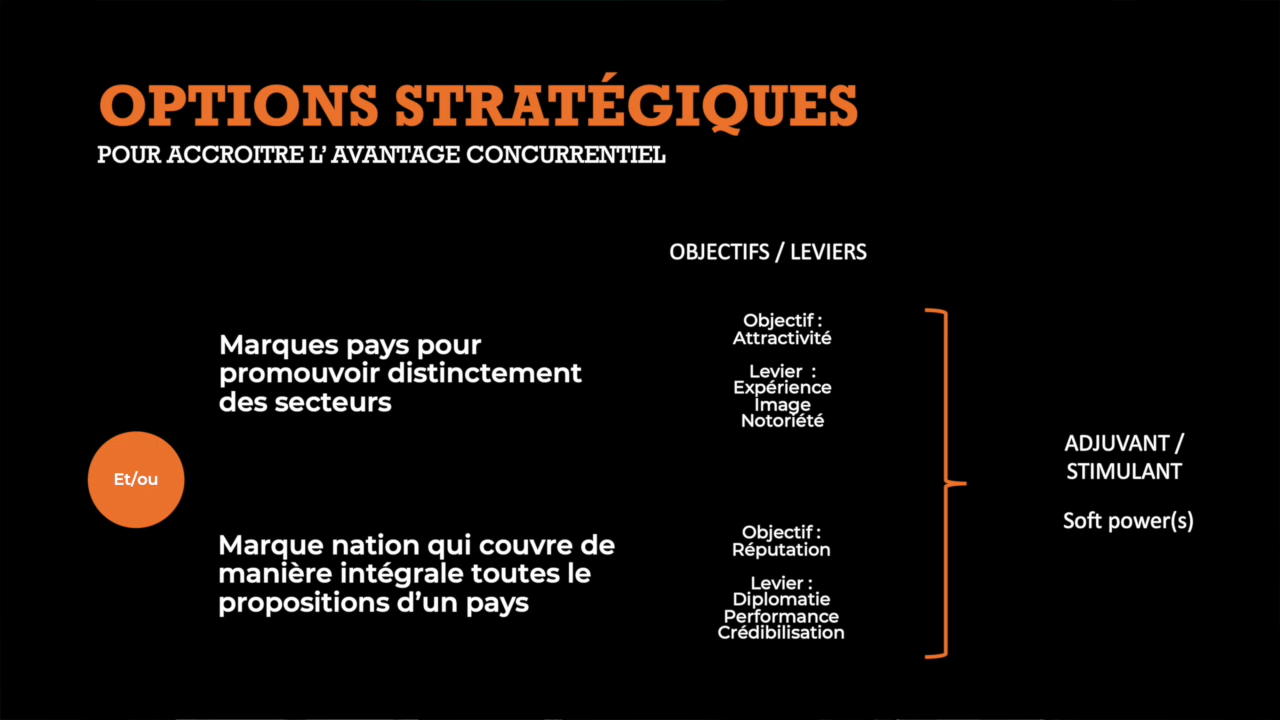 OPTIONS STRATÉGIQUES
POUR ACCROITRE L’ AVANTAGE CONCURRENTIEL
OBJECTIFS / LEVIERS
Marques pays pour
promouvoir distinctement
des secteurs
Objectif :
Attractivité
Levier :
Expérience
Image
Notoriété
Et/ou
ADJUVANT /
STIMULANT
Soft power(s)
Marque nation qui couvre de
manière intégrale toutes le
propositions d’un pays
Objectif :
Réputation
Levier :
Diplomatie
Performance
Crédibilisation